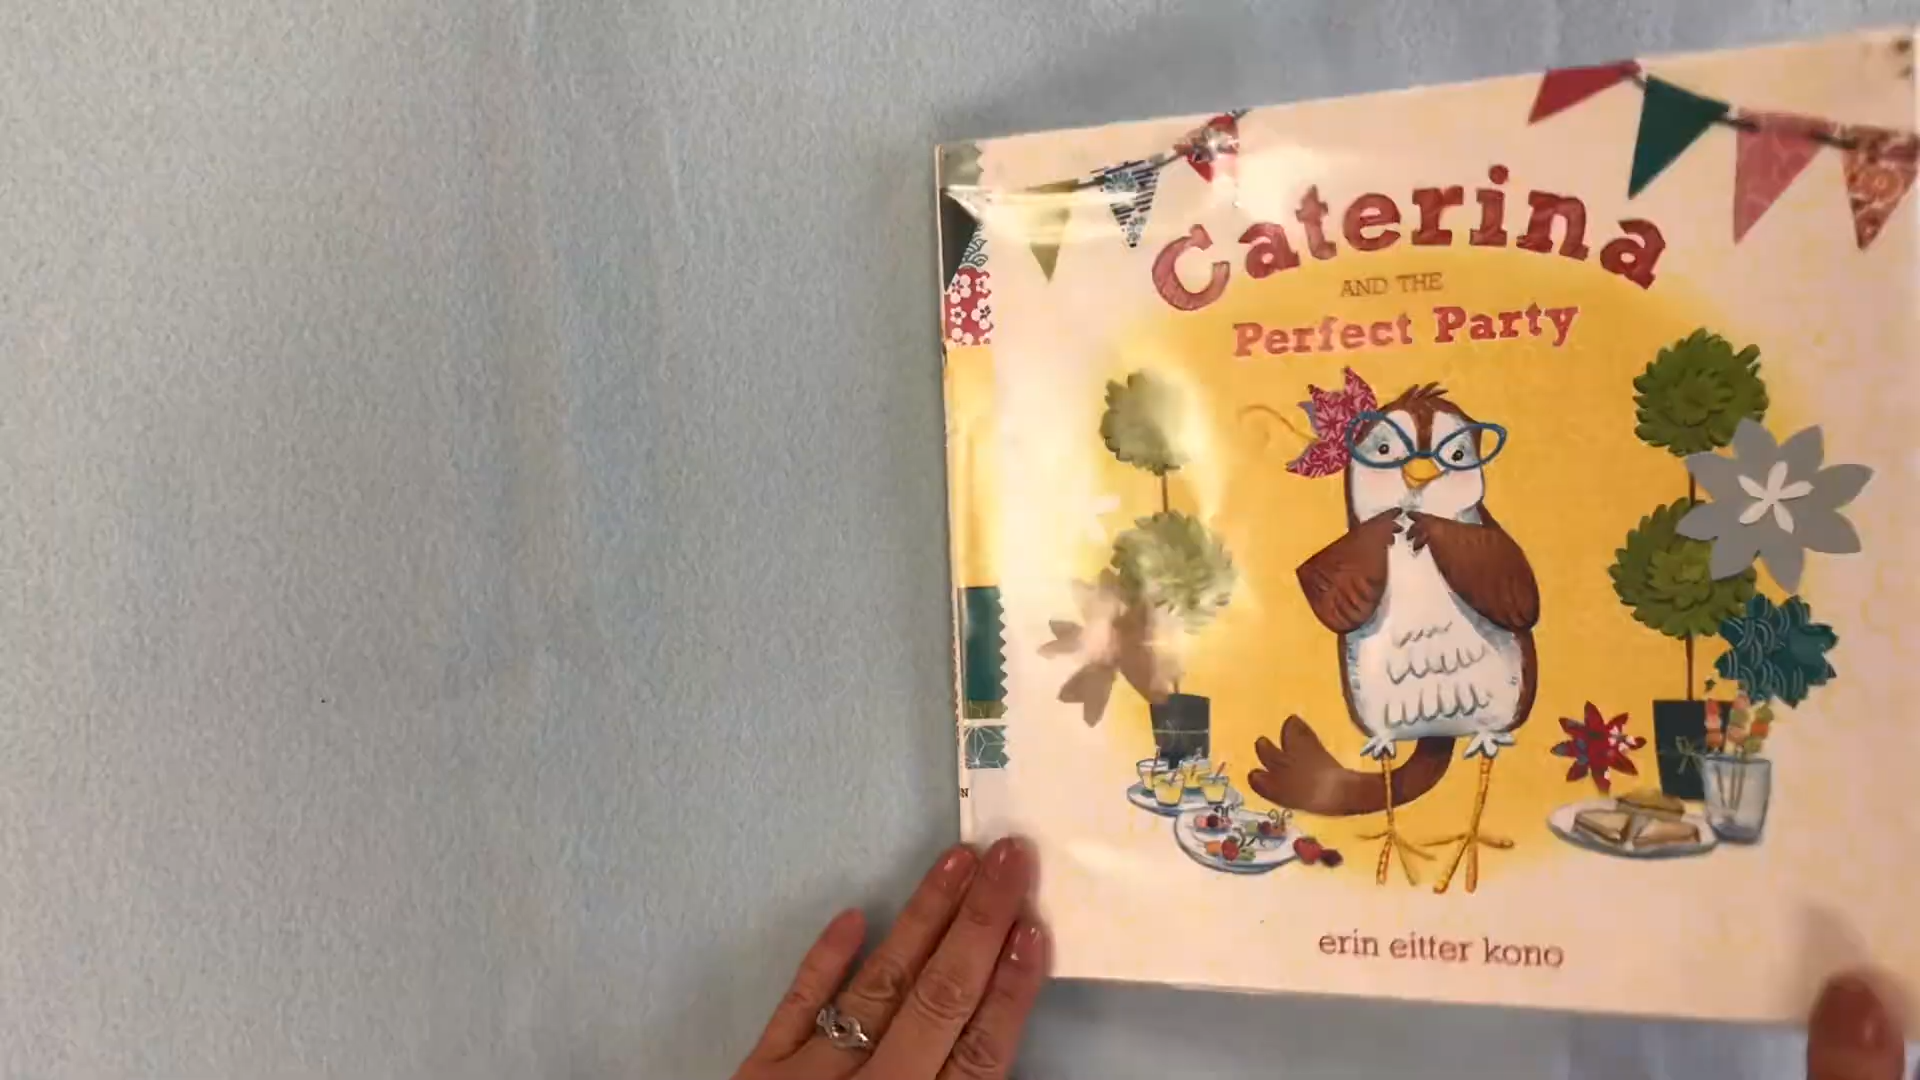 Caterina
AND THE
Perfect Party
erin eitter kono
N